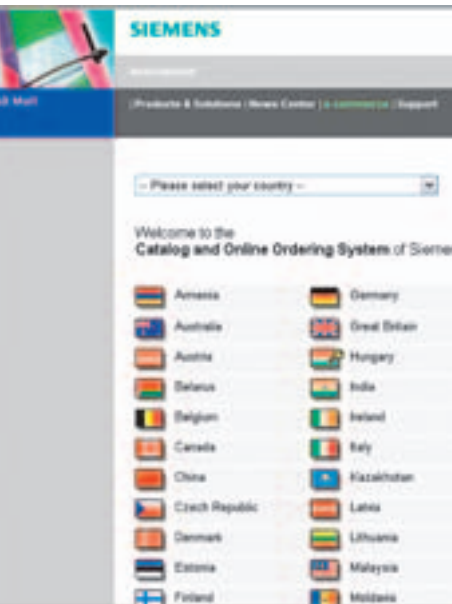 SIEMENS
A&D Mall
| Products & Solutions | News Center | e-commerce | Support
-- Please select your country --
Welcome to the
Catalog and Online Ordering System of Sieme
Armenia Germany
Australia Great Britain
Austria Hungary
Belarus India
Belgium Ireland
Canada Italy
China Kazakhstan
Czech Republic Latvia
Denmark Lithuania
Estonia Malaysia
Finland Moldavia